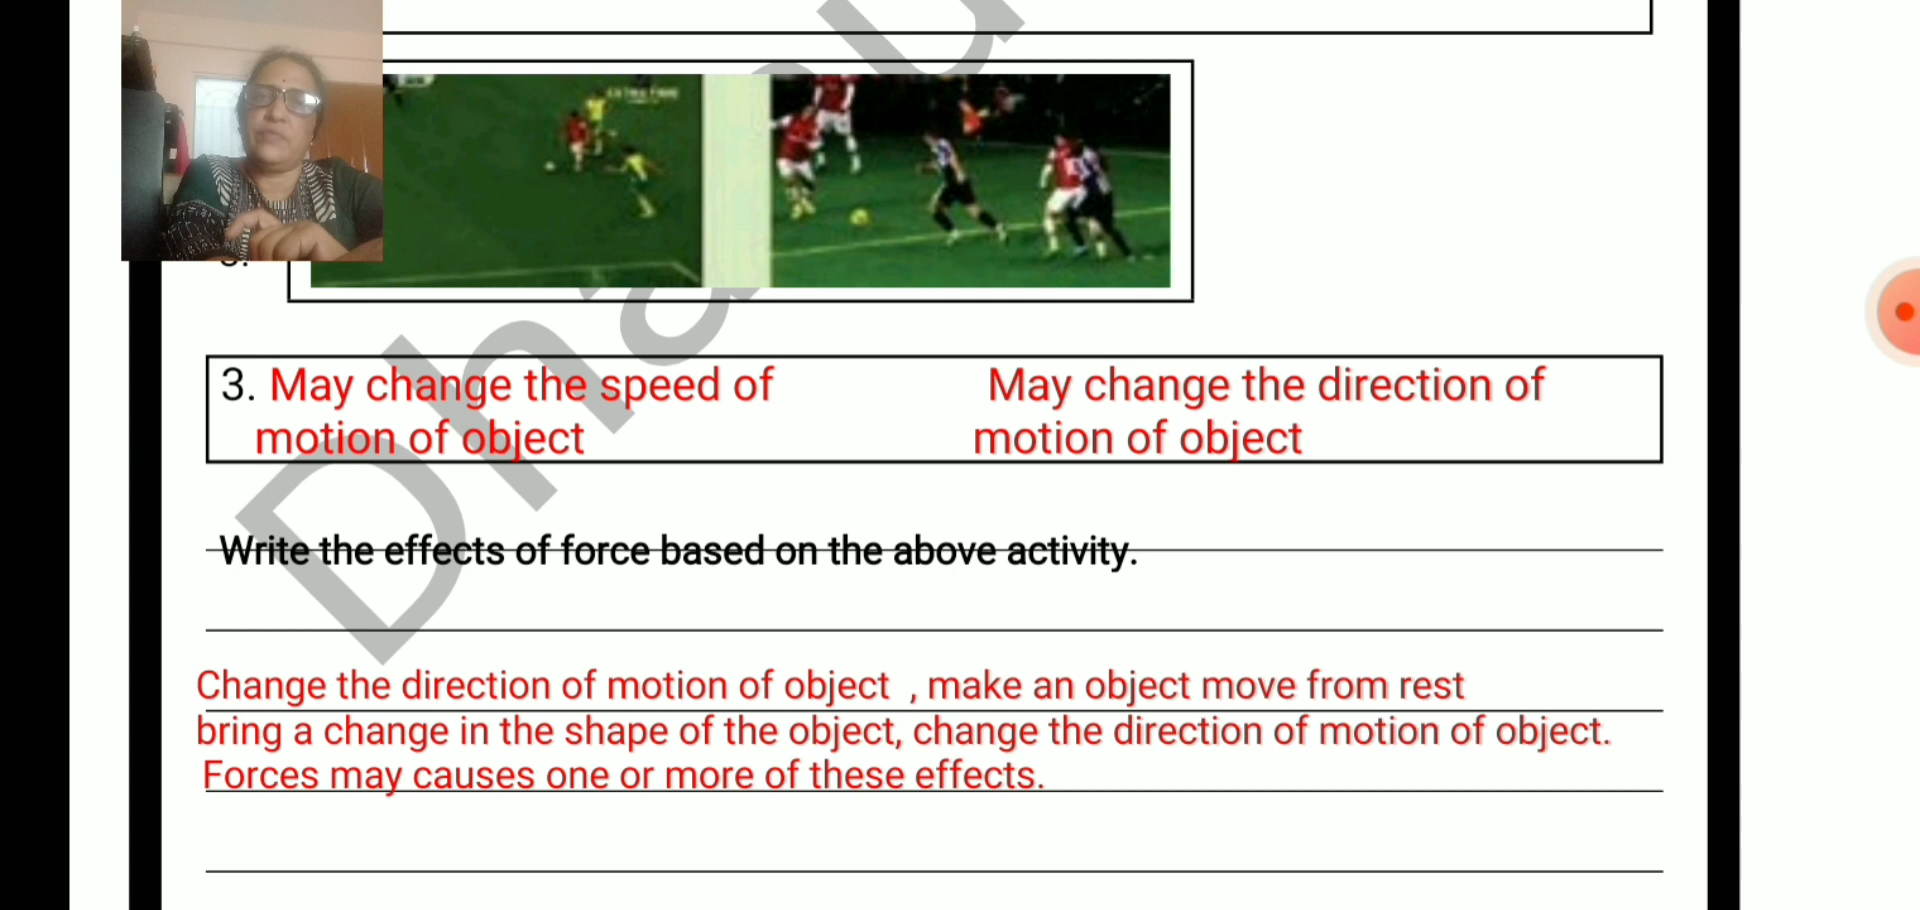 3. May change the speed of May change the direction of
motion of object motion of object
Write the effects of force based on the above activity.
Change the direction of motion of object , make an object move from rest
bring a change in the shape of the object, change the direction of motion of object.
Forces may causes one or more of these effects.